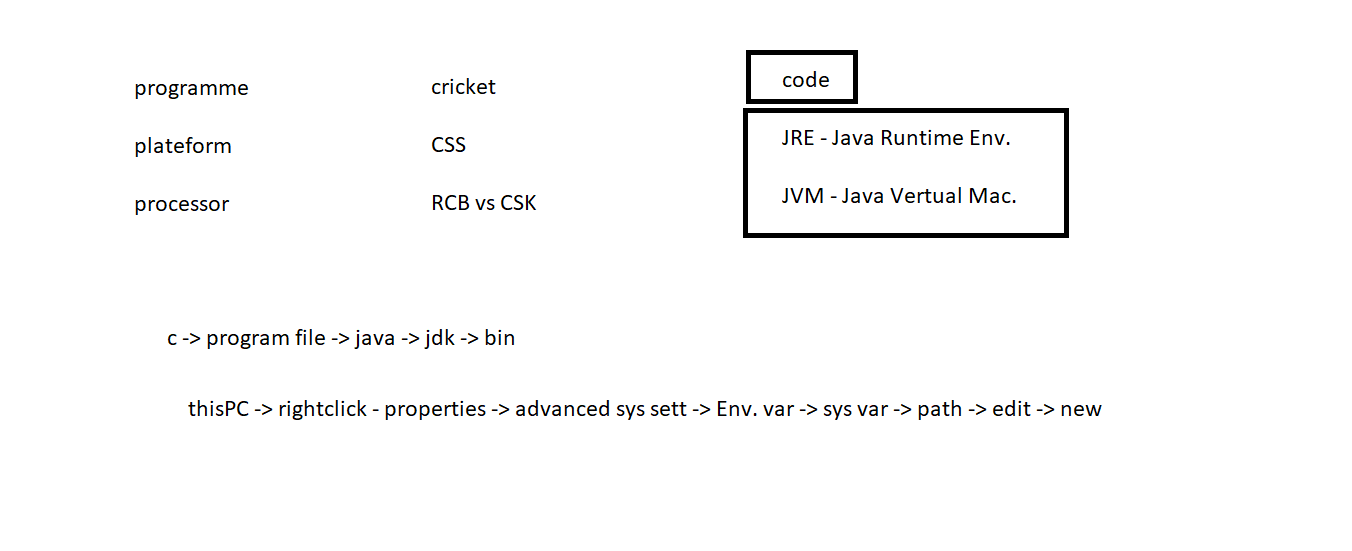 programme cricket code
plateform CSS JRE - Java Runtime Env.
processor RCB vs CSK JVM - Java Vertual Mac.
c -> program file -> java -> jdk -> bin
thisPC -> rightclick - properties -> advanced sys sett -> Env. var -> sys var -> path -> edit -> new